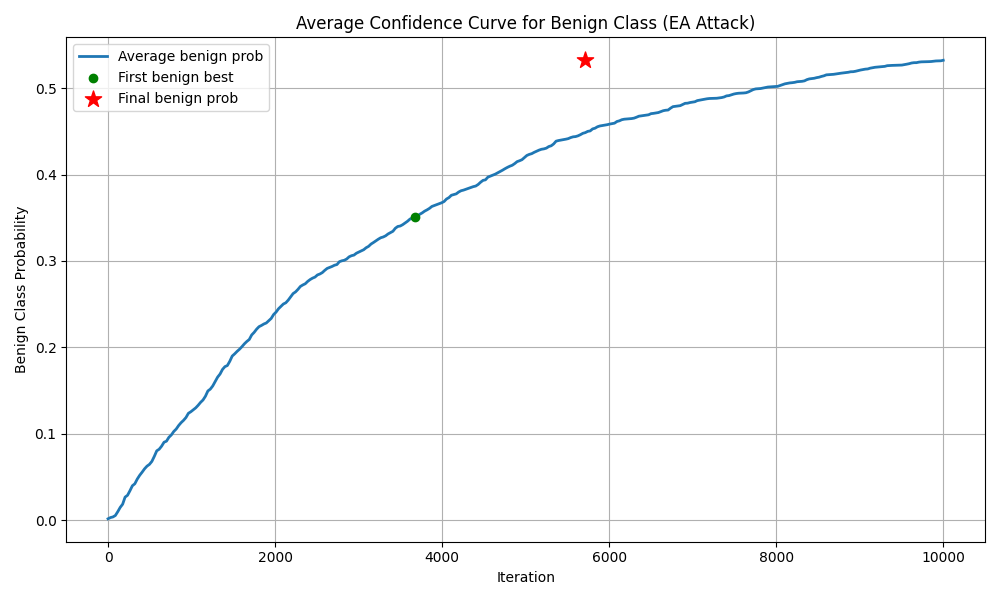 Average Confidence Curve for Benign Class (EA Attack)
Average benign prob
First benign best
Final benign prob
Benign Class Probability
0.5
0.4
0.3
0.2
0.1
0.0
0 2000 4000 6000 8000 10000
Iteration